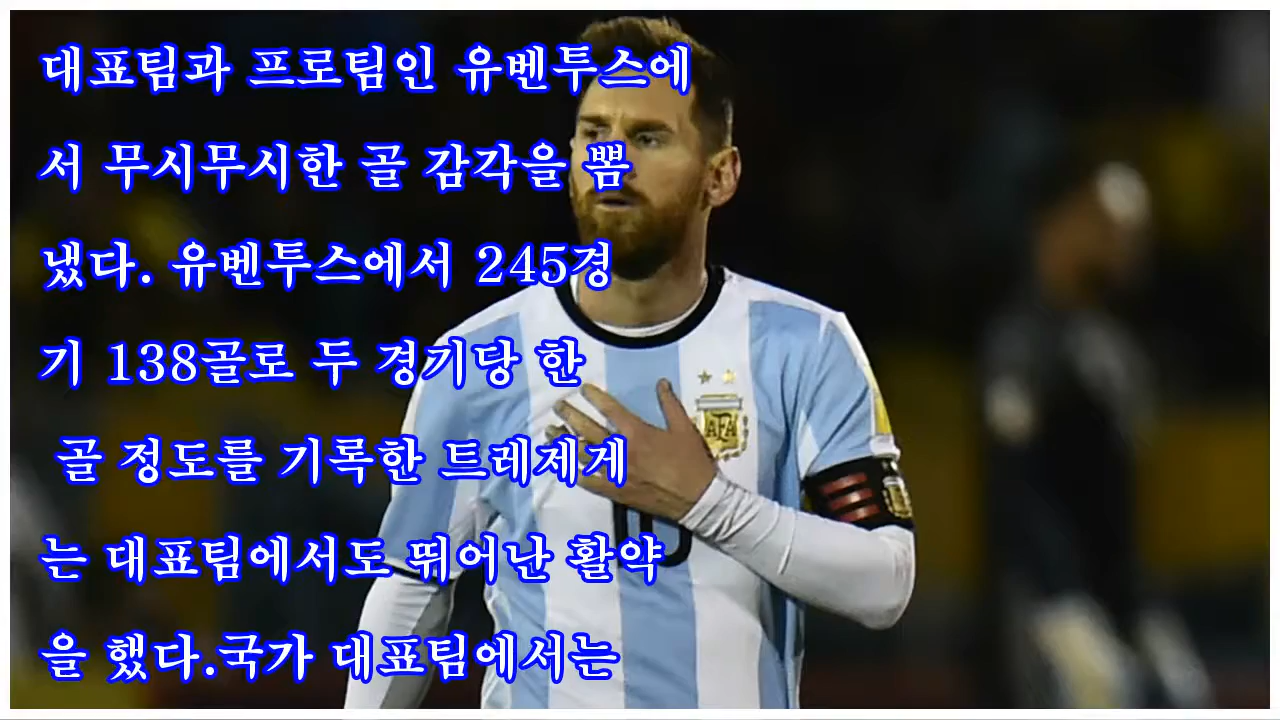 대표팀과 프로팀인 유벤투스에
서 무시무시한 골 감각을 뽐
냈다. 유벤투스에서 245경
기 138골로 두 경기당 한
골 정도를 기록한 트레제게
는 대표팀에서도 뛰어난 활약
을 했다.국가 대표팀에서는
AFA
10